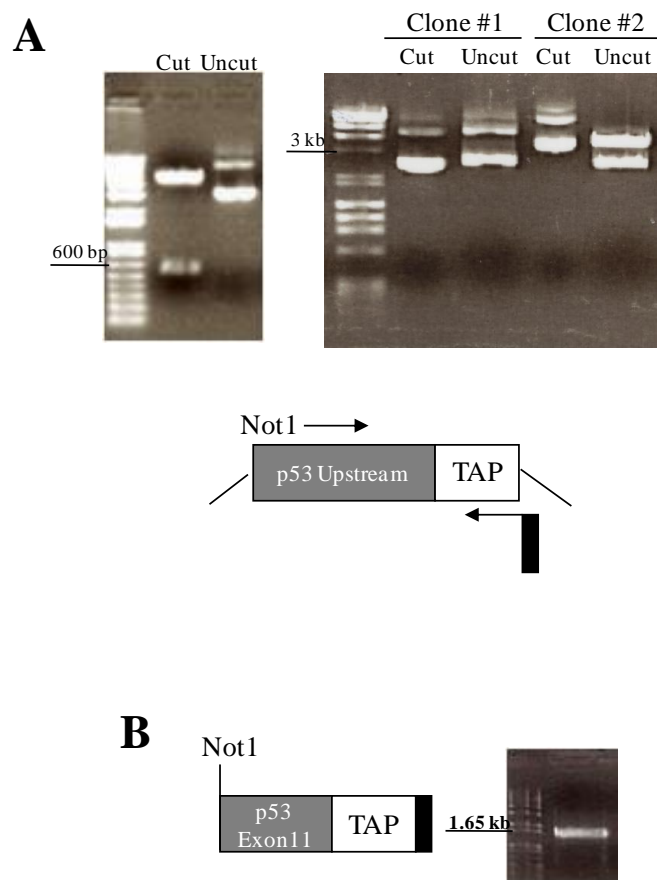 A
Clone #1 Clone #2
Cut Uncut
Cut Uncut Cut Uncut
3 kb
600 bp
Not1
p53 Upstream TAP
B
Not1
p53
Exon11
TAP
1.65 kb